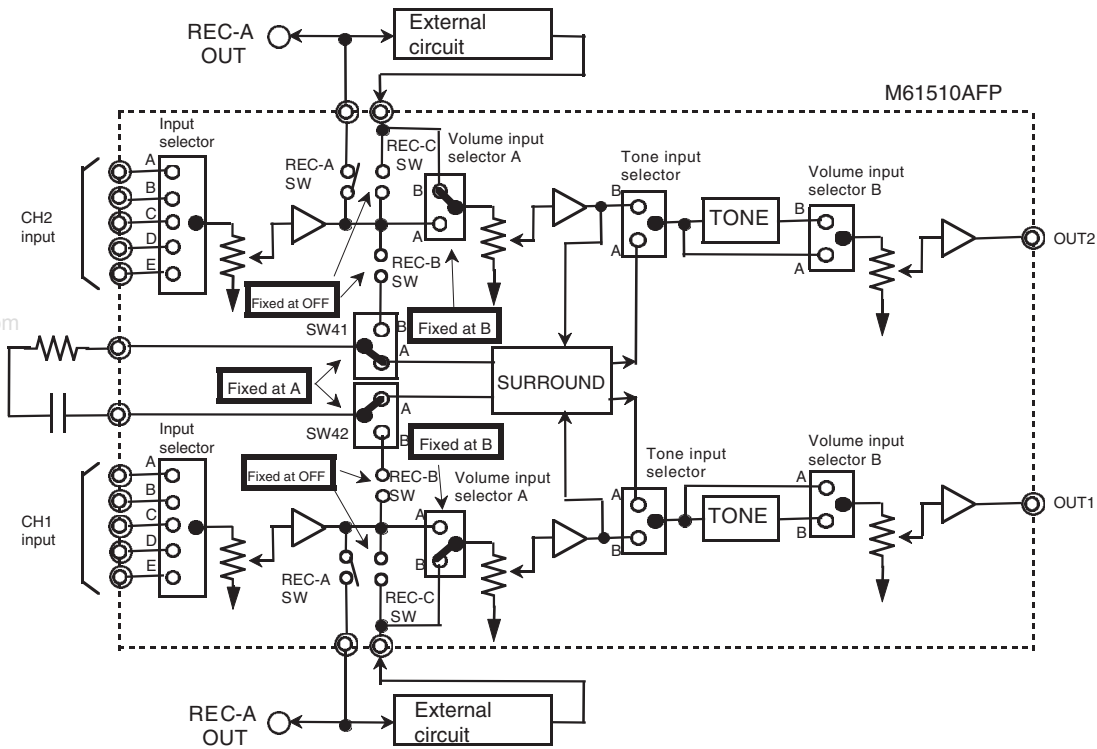 REC-A
OUT
External
circuit
M61510AFP
Input
selector
REC-A
SW
REC-C
SW
Volume input
selector A
Tone input
selector
Volume input
selector B
CH2
input
A
B
C
D
E
B
A
B
A
TONE
B
A
OUT2
REC-B
SW
Fixed at OFF
Fixed at B
om
SW41
B
A
Fixed at A
SURROUND
SW42
A
B
Fixed at B
Input
selector
Fixed at OFF
REC-B
SW
Volume input
selector A
Tone input
selector
Volume input
selector B
CH1
input
A
B
C
D
E
A
B
A
B
TONE
A
B
OUT1
REC-A
SW
REC-C
SW
REC-A
OUT
External
circuit